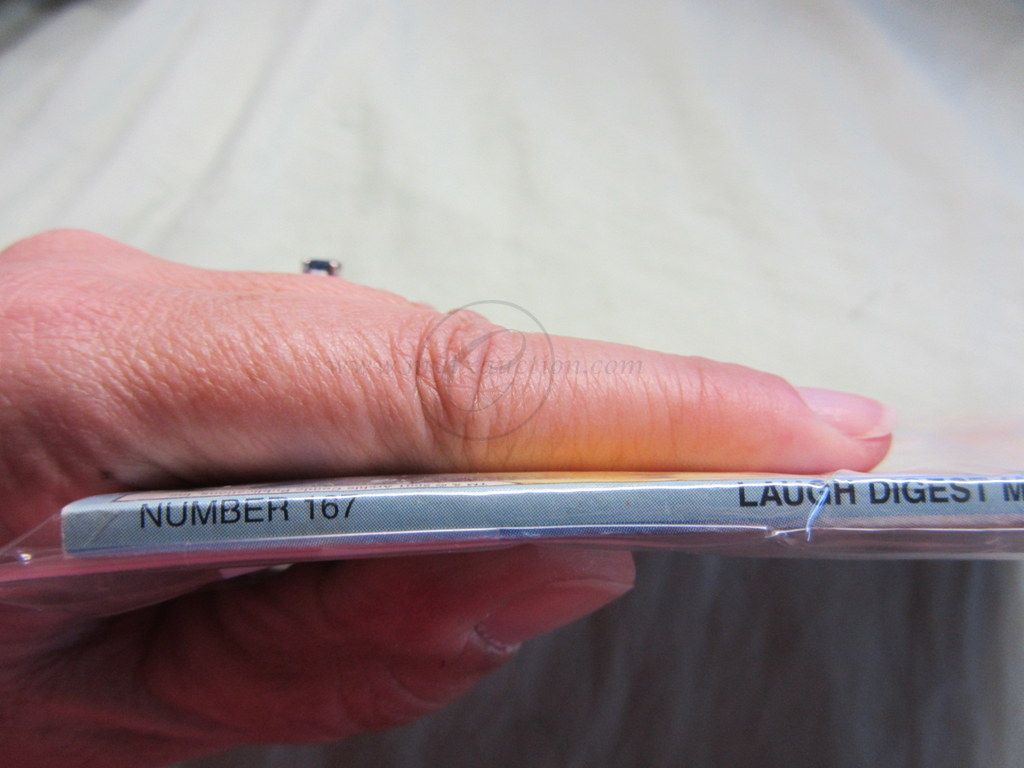 NUMBER 167 LAUGH DIGEST M